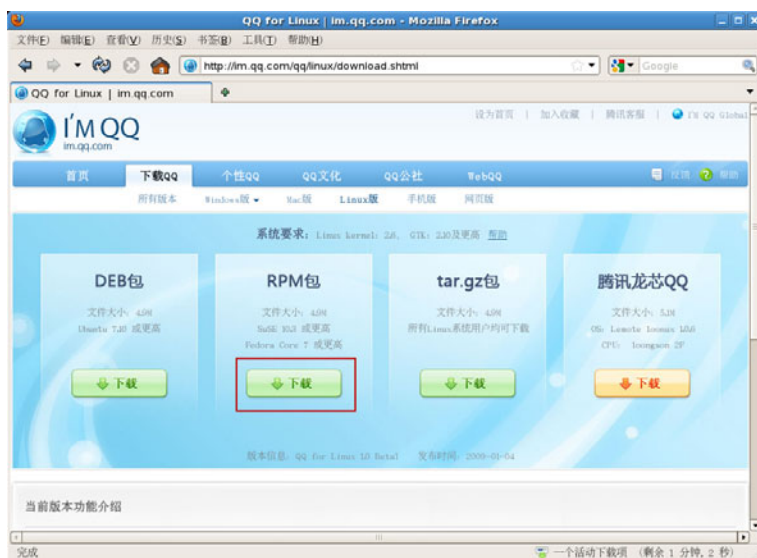 QQ for Linux | im.qq.com - Mozilla Firefox
文件(F) 编辑(E) 查看(V) 历史(S) 书签(B) 工具(T) 帮助(H)
http://im.qq.com/qq/linux/download.shtml
Google
QQ for Linux | im.qq.com
设为首页 | 加入收藏 | 腾讯客服 | I'M QQ Global
I'M QQ
im.qq.com
首页 下载QQ 个性QQ QQ文化 QQ公社 WebQQ 反馈 帮助
所有版本 Windows版 Mac版 Linux版 手机版 网页版
系统要求: Linux kernel: 2.6, GTK: 2.10及更高 帮助
DEB包 RPM包 tar.gz包 腾讯龙芯QQ
文件大小: 4.9M 文件大小: 4.9M 文件大小: 4.9M 文件大小: 5.1M
Ubuntu 7.10 或更高 SuSE 10.3 或更高 所有Linux系统用户均可下载 OS: Lemote Loonux 1.0.6
Fedora Core 7 或更高 CPU: loongson 2F
下载 下载 下载 下载
版本信息: QQ for Linux 1.0 Beta1 发布时间: 2009-01-04
当前版本功能介绍
完成 一个活动下载项 (剩余 1 分钟, 2 秒)